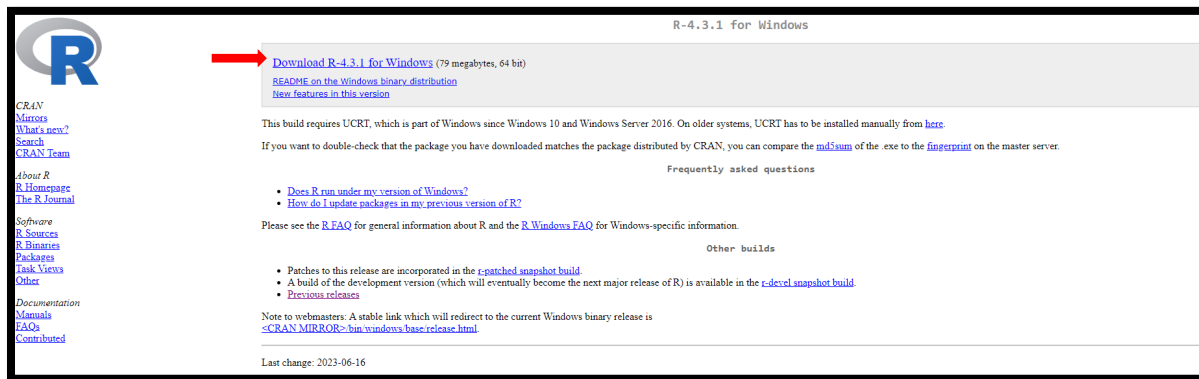 R
CRAN
Mirrors
What's new?
Search
CRAN Team
About R
R Homepage
The R Journal
Software
R Sources
R Binaries
Packages
Task Views
Other
Documentation
Manuals
FAQs
Contributed
R-4.3.1 for Windows
Download R-4.3.1 for Windows (79 megabytes, 64 bit)
README on the Windows binary distribution
New features in this version
This build requires UCRT, which is part of Windows since Windows 10 and Windows Server 2016. On older systems, UCRT has to be installed manually from here.
If you want to double-check that the package you have downloaded matches the package distributed by CRAN, you can compare the md5sum of the .exe to the fingerprint on the master server.
Frequently asked questions
• Does R run under my version of Windows?
• How do I update packages in my previous version of R?
Please see the R FAQ for general information about R and the R Windows FAQ for Windows-specific information.
Other builds
• Patches to this release are incorporated in the r-patched snapshot build.
• A build of the development version (which will eventually become the next major release of R) is available in the r-devel snapshot build.
• Previous releases
Note to webmasters: A stable link which will redirect to the current Windows binary release is
<CRAN MIRROR>/bin/windows/base/release.html.
Last change: 2023-06-16